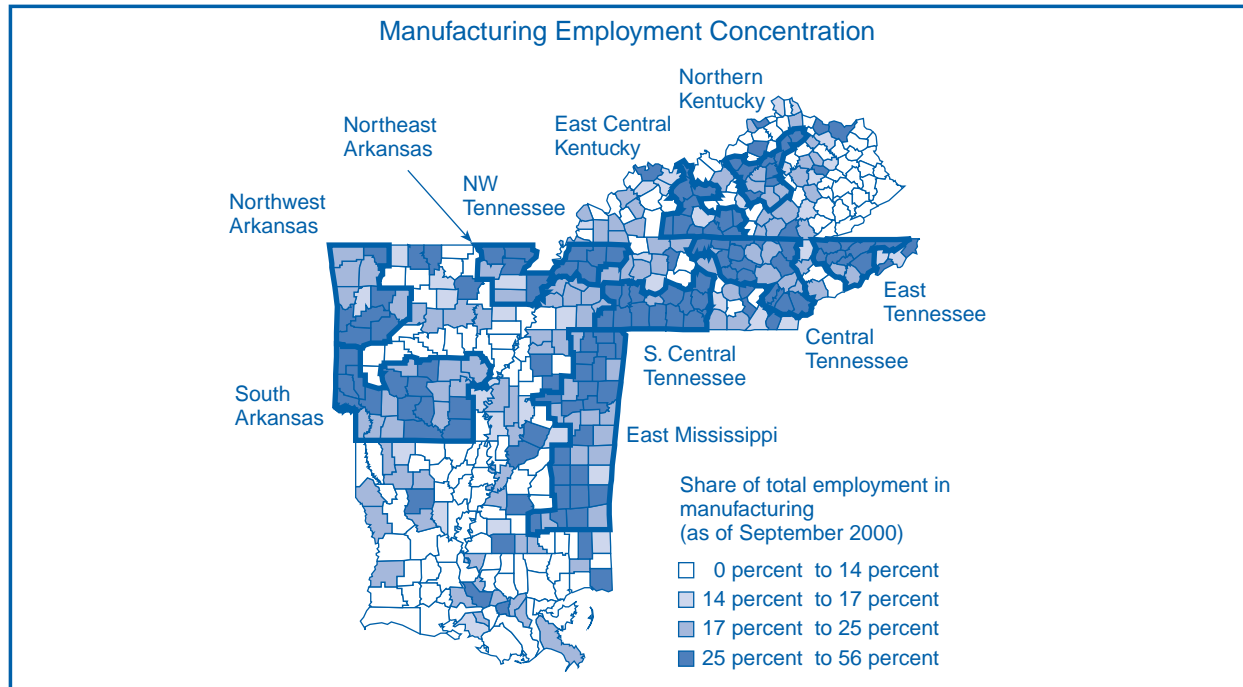 Manufacturing Employment Concentration
Northern
Kentucky
East Central
Kentucky
Northeast
Arkansas
NW
Tennessee
Northwest
Arkansas
East
Tennessee
Central
Tennessee
S. Central
Tennessee
South
Arkansas
East Mississippi
Share of total employment in
manufacturing
(as of September 2000)
0 percent to 14 percent
14 percent to 17 percent
17 percent to 25 percent
25 percent to 56 percent